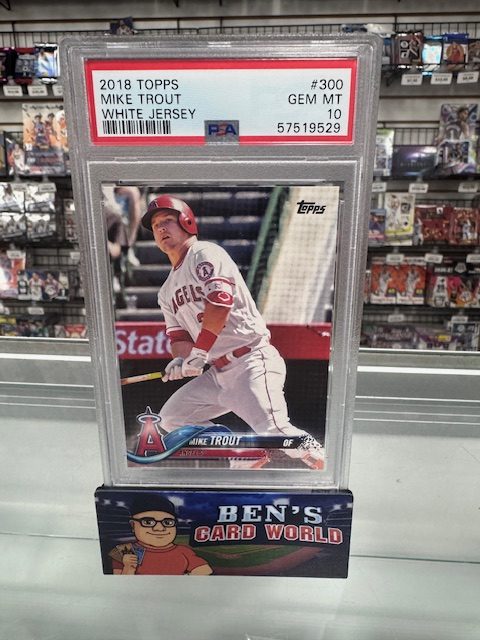 2018 TOPPS #300
MIKE TROUT GEM MT
WHITE JERSEY 10
PSA 57519529
Topps
ANGELS
State
A
MIKE TROUT OF
ANGELS
BEN'S
CARD WORLD